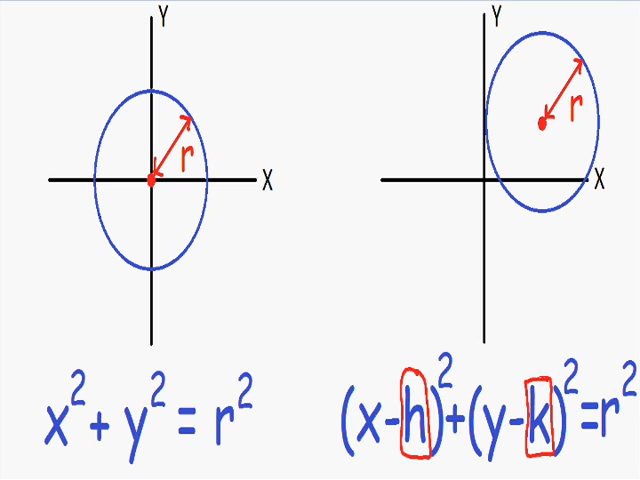 Y
Y
r
r
X
X
x² + y² = r²
(x-h)²+(y-k)²=r²